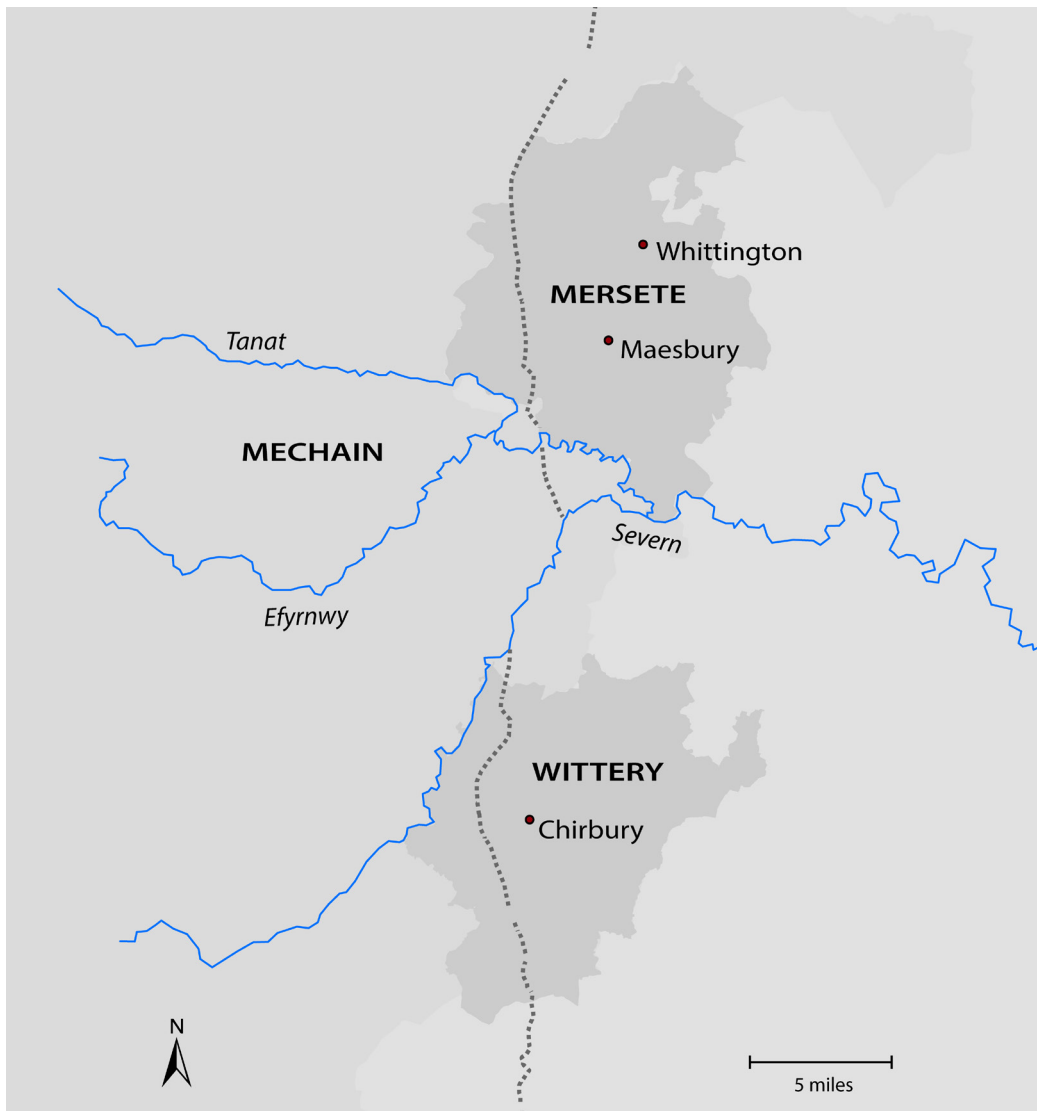 Whittington
MERSETE
Tanat
Maesbury
MECHAIN
Severn
Efyrnwy
WITTERY
Chirbury
N
5 miles